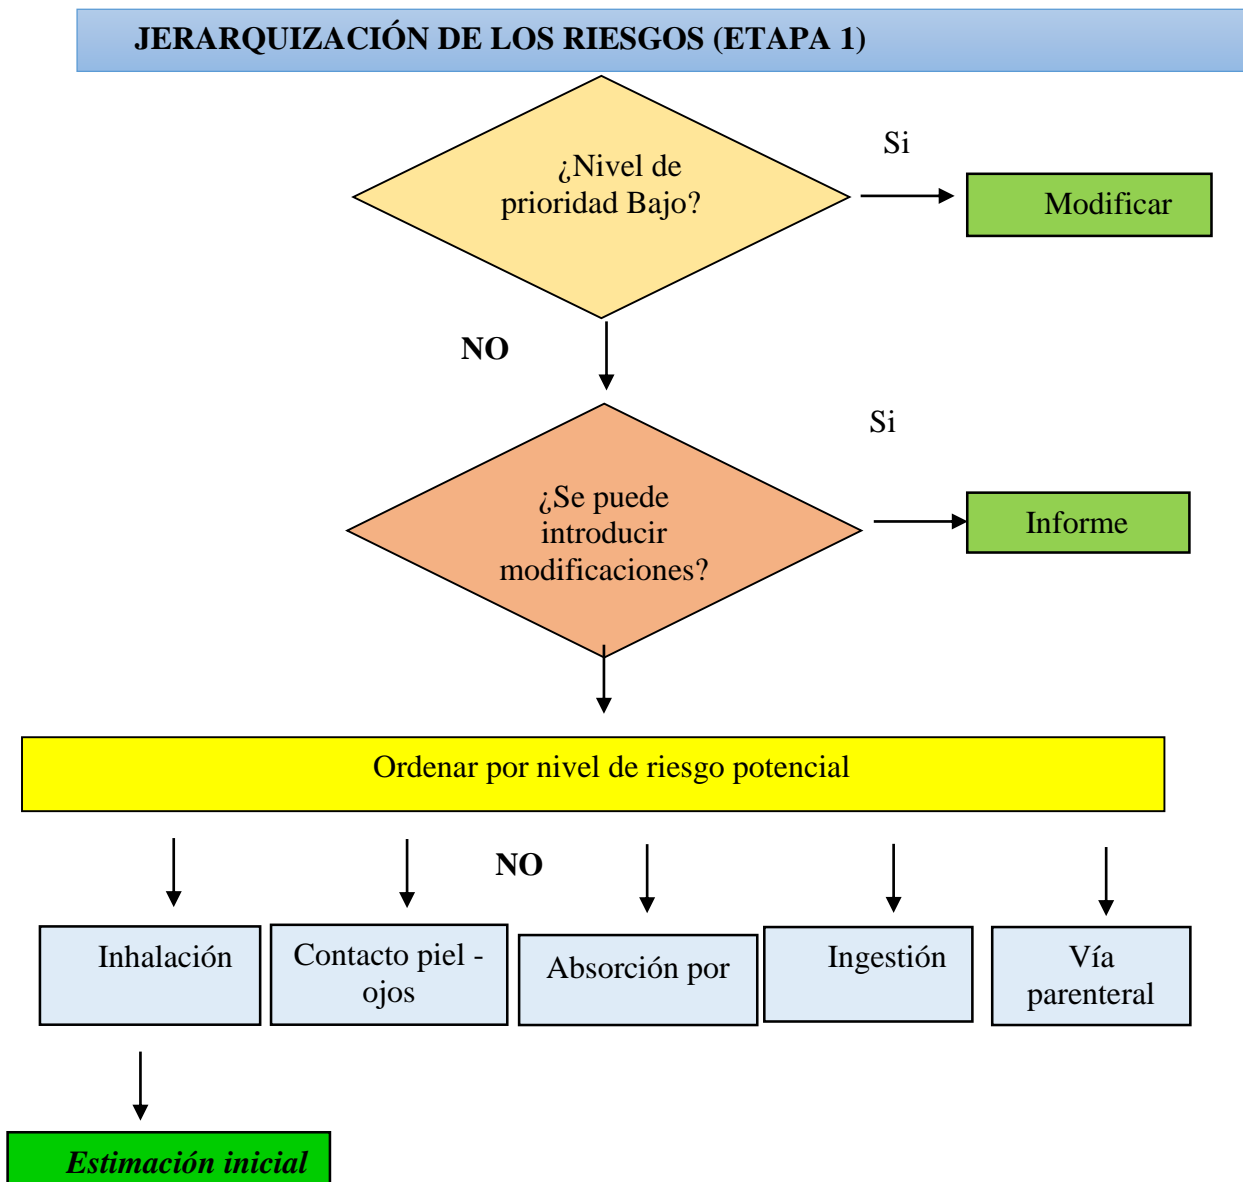 JERARQUIZACIÓN DE LOS RIESGOS (ETAPA 1)
¿Nivel de
prioridad Bajo?
Si
Modificar
NO
¿Se puede
introducir
modificaciones?
Si
Informe
Ordenar por nivel de riesgo potencial
NO
Inhalación
Contacto piel -
ojos
Absorción por
Ingestión
Vía
parenteral
Estimación inicial